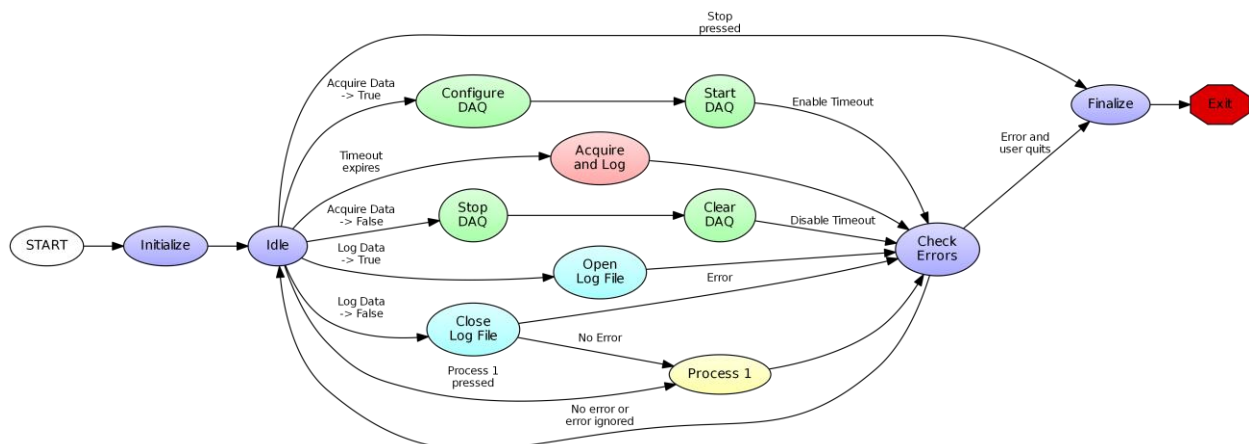 Stop
pressed
Acquire Data
-> True
Configure
DAQ
Start
DAQ
Enable Timeout
Finalize
Exit
Error and
user quits
Timeout
expires
Acquire
and Log
Acquire Data
-> False
Stop
DAQ
Clear
DAQ
Disable Timeout
START
Initialize
Idle
Check
Errors
Log Data
-> True
Open
Log File
Error
Log Data
-> False
Close
Log File
No Error
Process 1
pressed
Process 1
No error or
error ignored